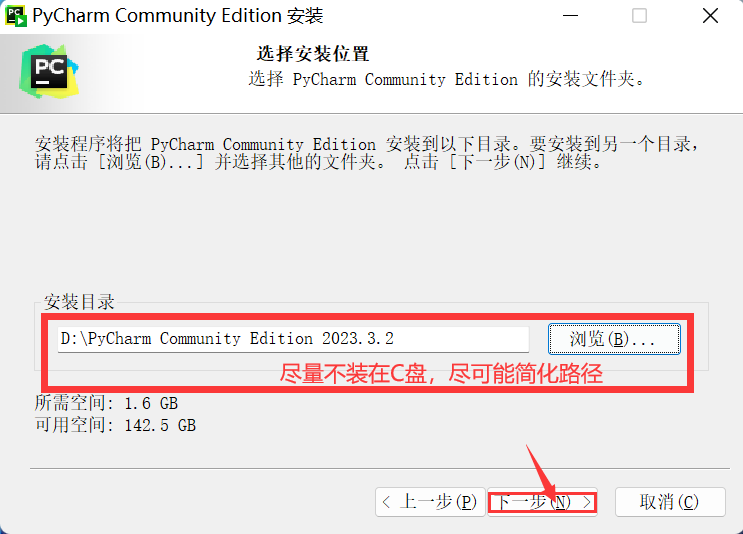 PyCharm Community Edition 安装
PC
选择安装位置
选择 PyCharm Community Edition 的安装文件夹。
安装程序将把 PyCharm Community Edition 安装到以下目录。要安装到另一个目录，
请点击 [浏览(B)...] 并选择其他的文件夹。 点击 [下一步(N)] 继续。
安装目录
D:\PyCharm Community Edition 2023.3.2
浏览(B)...
尽量不装在C盘，尽可能简化路径
所需空间: 1.6 GB
可用空间: 142.5 GB
< 上一步(P)
下一步(N) >
取消(C)